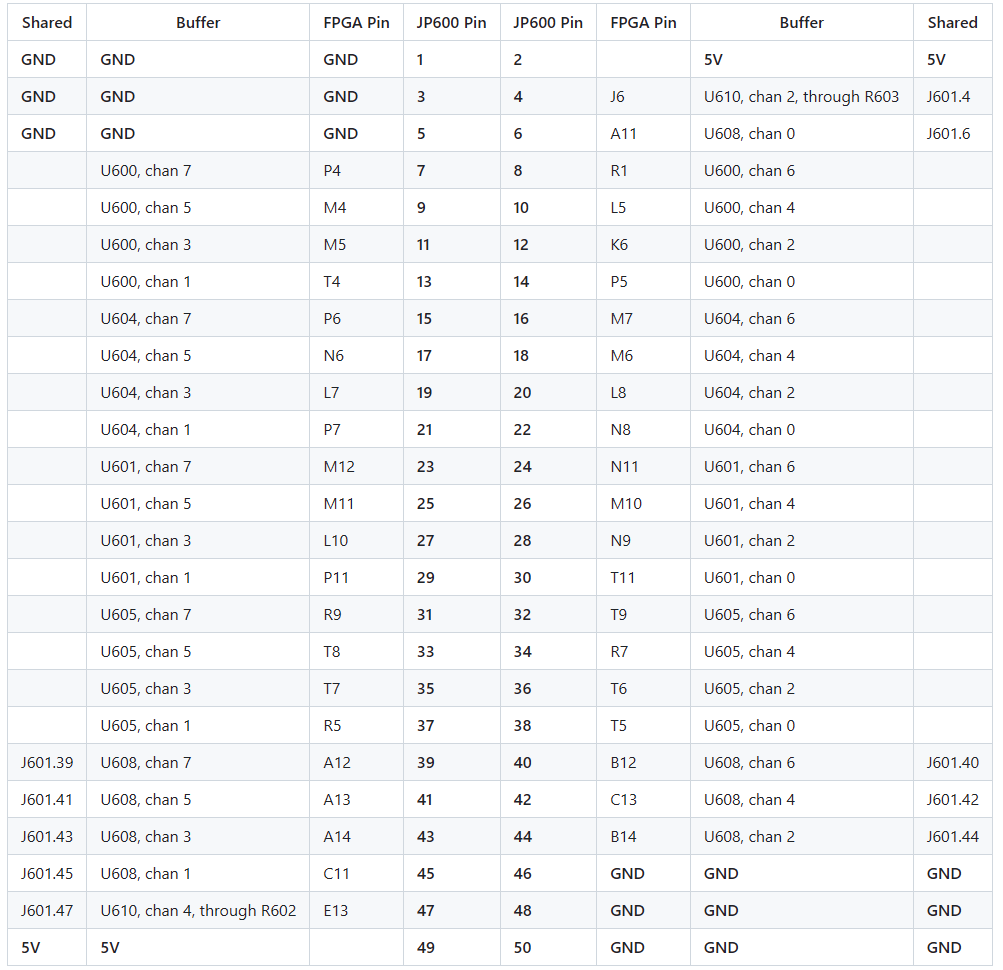 Shared Buffer FPGA Pin JP600 Pin JP600 Pin FPGA Pin Buffer Shared
GND GND GND 1 2 5V 5V
GND GND GND 3 4 J6 U610, chan 2, through R603 J601.4
GND GND GND 5 6 A11 U608, chan 0 J601.6
U600, chan 7 P4 7 8 R1 U600, chan 6
U600, chan 5 M4 9 10 L5 U600, chan 4
U600, chan 3 M5 11 12 K6 U600, chan 2
U600, chan 1 T4 13 14 P5 U600, chan 0
U604, chan 7 P6 15 16 M7 U604, chan 6
U604, chan 5 N6 17 18 M6 U604, chan 4
U604, chan 3 L7 19 20 L8 U604, chan 2
U604, chan 1 P7 21 22 N8 U604, chan 0
U601, chan 7 M12 23 24 N11 U601, chan 6
U601, chan 5 M11 25 26 M10 U601, chan 4
U601, chan 3 L10 27 28 N9 U601, chan 2
U601, chan 1 P11 29 30 T11 U601, chan 0
U605, chan 7 R9 31 32 T9 U605, chan 6
U605, chan 5 T8 33 34 R7 U605, chan 4
U605, chan 3 T7 35 36 T6 U605, chan 2
U605, chan 1 R5 37 38 T5 U605, chan 0
J601.39 U608, chan 7 A12 39 40 B12 U608, chan 6 J601.40
J601.41 U608, chan 5 A13 41 42 C13 U608, chan 4 J601.42
J601.43 U608, chan 3 A14 43 44 B14 U608, chan 2 J601.44
J601.45 U608, chan 1 C11 45 46 GND GND GND
J601.47 U610, chan 4, through R602 E13 47 48 GND GND GND
5V 5V 49 50 GND GND GND